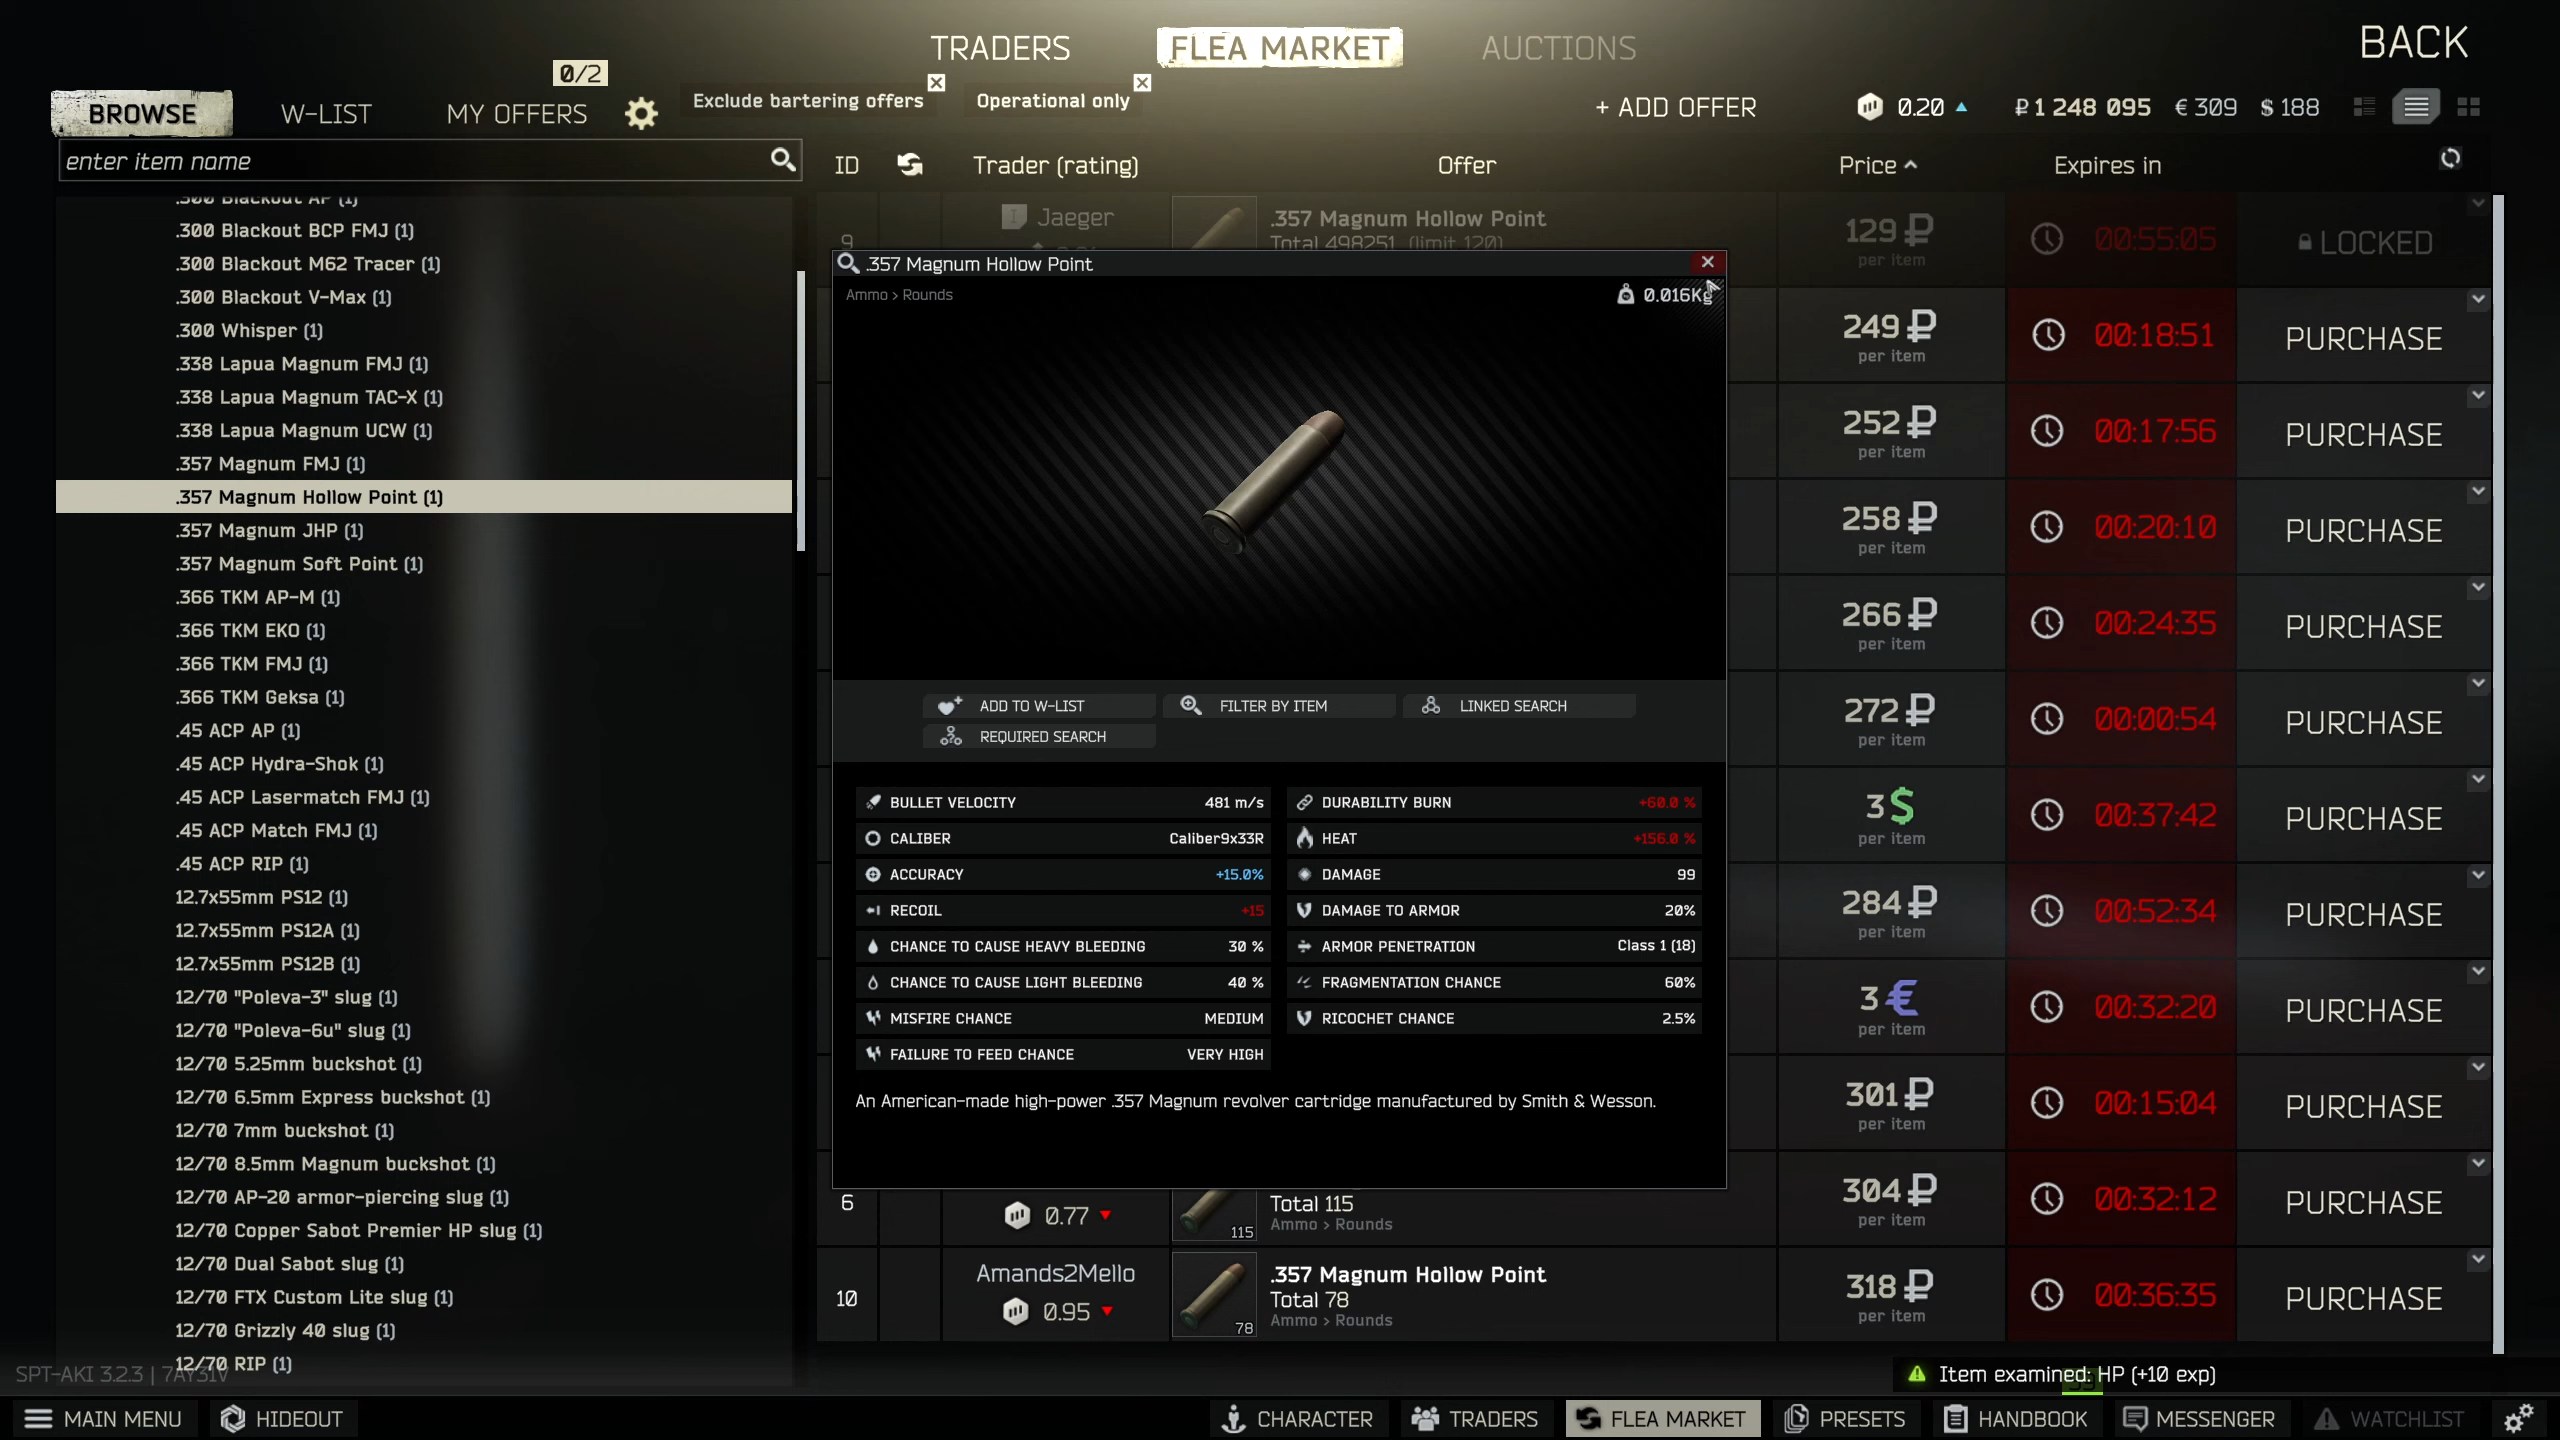 TRADERS
FLEA MARKET
AUCTIONS
BACK
0/2
BROWSE
W-LIST
MY OFFERS
Exclude bartering offers
Operational only
+ ADD OFFER
0.20
₽ 1 248 095
€ 309
$ 188
enter item name
ID
Trader (rating)
Offer
Price
Expires in
.300 Blackout AP (1)
.300 Blackout BCP FMJ (1)
.300 Blackout M62 Tracer (1)
.300 Blackout V-Max (1)
.300 Whisper (1)
.338 Lapua Magnum FMJ (1)
.338 Lapua Magnum TAC-X (1)
.338 Lapua Magnum UCW (1)
.357 Magnum FMJ (1)
.357 Magnum Hollow Point (1)
.357 Magnum JHP (1)
.357 Magnum Soft Point (1)
.366 TKM AP-M (1)
.366 TKM EKO (1)
.366 TKM FMJ (1)
.366 TKM Geksa (1)
.45 ACP AP (1)
.45 ACP Hydra-Shok (1)
.45 ACP Lasermatch FMJ (1)
.45 ACP Match FMJ (1)
.45 ACP RIP (1)
12.7x55mm PS12 (1)
12.7x55mm PS12A (1)
12.7x55mm PS12B (1)
12/70 "Poleva-3" slug (1)
12/70 "Poleva-6u" slug (1)
12/70 5.25mm buckshot (1)
12/70 6.5mm Express buckshot (1)
12/70 7mm buckshot (1)
12/70 8.5mm Magnum buckshot (1)
12/70 AP-20 armor-piercing slug (1)
12/70 Copper Sabot Premier HP slug (1)
12/70 Dual Sabot slug (1)
12/70 FTX Custom Lite slug (1)
12/70 Grizzly 40 slug (1)
12/70 RIP (1)
9
Jaeger
.357 Magnum Hollow Point
Total 498251 (limit 120)
129 ₽
per item
00:55:05
LOCKED
.357 Magnum Hollow Point
Ammo > Rounds
0.016Kg
ADD TO W-LIST
FILTER BY ITEM
LINKED SEARCH
REQUIRED SEARCH
BULLET VELOCITY 481 m/s
CALIBER Caliber9x33R
ACCURACY +15.0%
RECOIL +15
CHANCE TO CAUSE HEAVY BLEEDING 30 %
CHANCE TO CAUSE LIGHT BLEEDING 40 %
MISFIRE CHANCE MEDIUM
FAILURE TO FEED CHANCE VERY HIGH
DURABILITY BURN +60.0 %
HEAT +156.0 %
DAMAGE 99
DAMAGE TO ARMOR 20%
ARMOR PENETRATION Class 1 (18)
FRAGMENTATION CHANCE 60%
RICOCHET CHANCE 2.5%
An American-made high-power .357 Magnum revolver cartridge manufactured by Smith & Wesson.
249 ₽
per item
00:18:51
PURCHASE
252 ₽
per item
00:17:56
PURCHASE
258 ₽
per item
00:20:10
PURCHASE
266 ₽
per item
00:24:35
PURCHASE
272 ₽
per item
00:00:54
PURCHASE
3 $
per item
00:37:42
PURCHASE
284 ₽
per item
00:52:34
PURCHASE
3 €
per item
00:32:20
PURCHASE
301 ₽
per item
00:15:04
PURCHASE
6
0.77
115
Total 115
Ammo > Rounds
304 ₽
per item
00:32:12
PURCHASE
10
Amands2Mello
0.95
78
.357 Magnum Hollow Point
Total 78
Ammo > Rounds
318 ₽
per item
00:36:35
PURCHASE
SPT-AKI 3.2.3 | 7AY31V
Item examined: HP (+10 exp)
MAIN MENU
HIDEOUT
CHARACTER
TRADERS
FLEA MARKET
PRESETS
HANDBOOK
MESSENGER
WATCHLIST